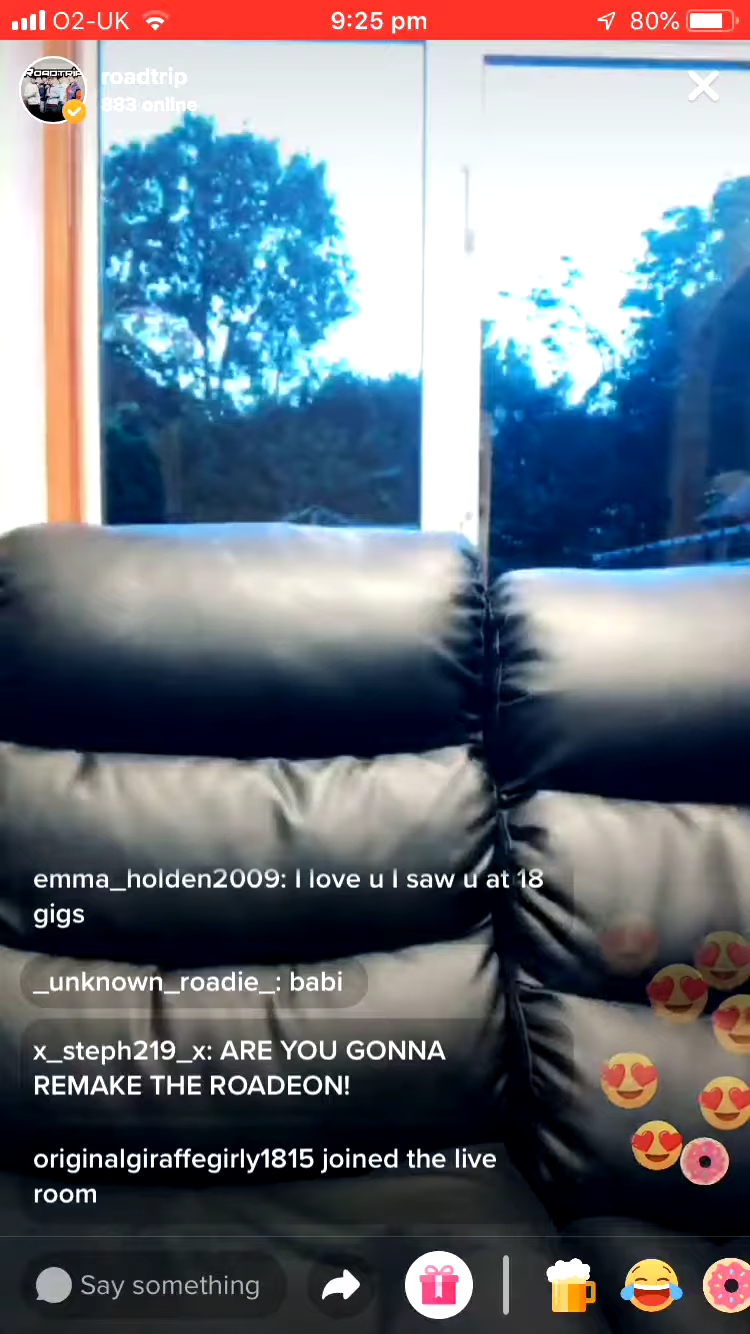 O2-UK 9:25 pm 80%
ROADTRIP
roadtrip
883 online
emma_holden2009: I love u I saw u at 18
gigs
_unknown_roadie_: babi
x_steph219_x: ARE YOU GONNA
REMAKE THE ROADEON!
originalgiraffegirly1815 joined the live
room
Say something